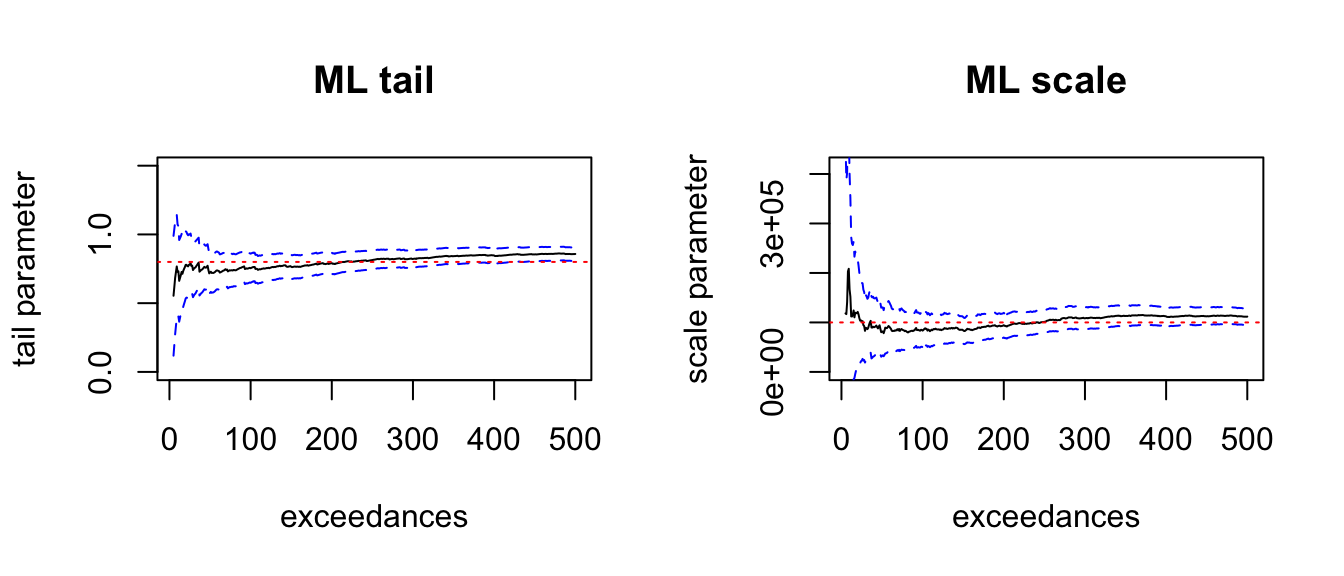 ML tail
tail parameter
0.0
1.0
0 100 200 300 400 500
exceedances
ML scale
scale parameter
0e+00
3e+05
0 100 200 300 400 500
exceedances